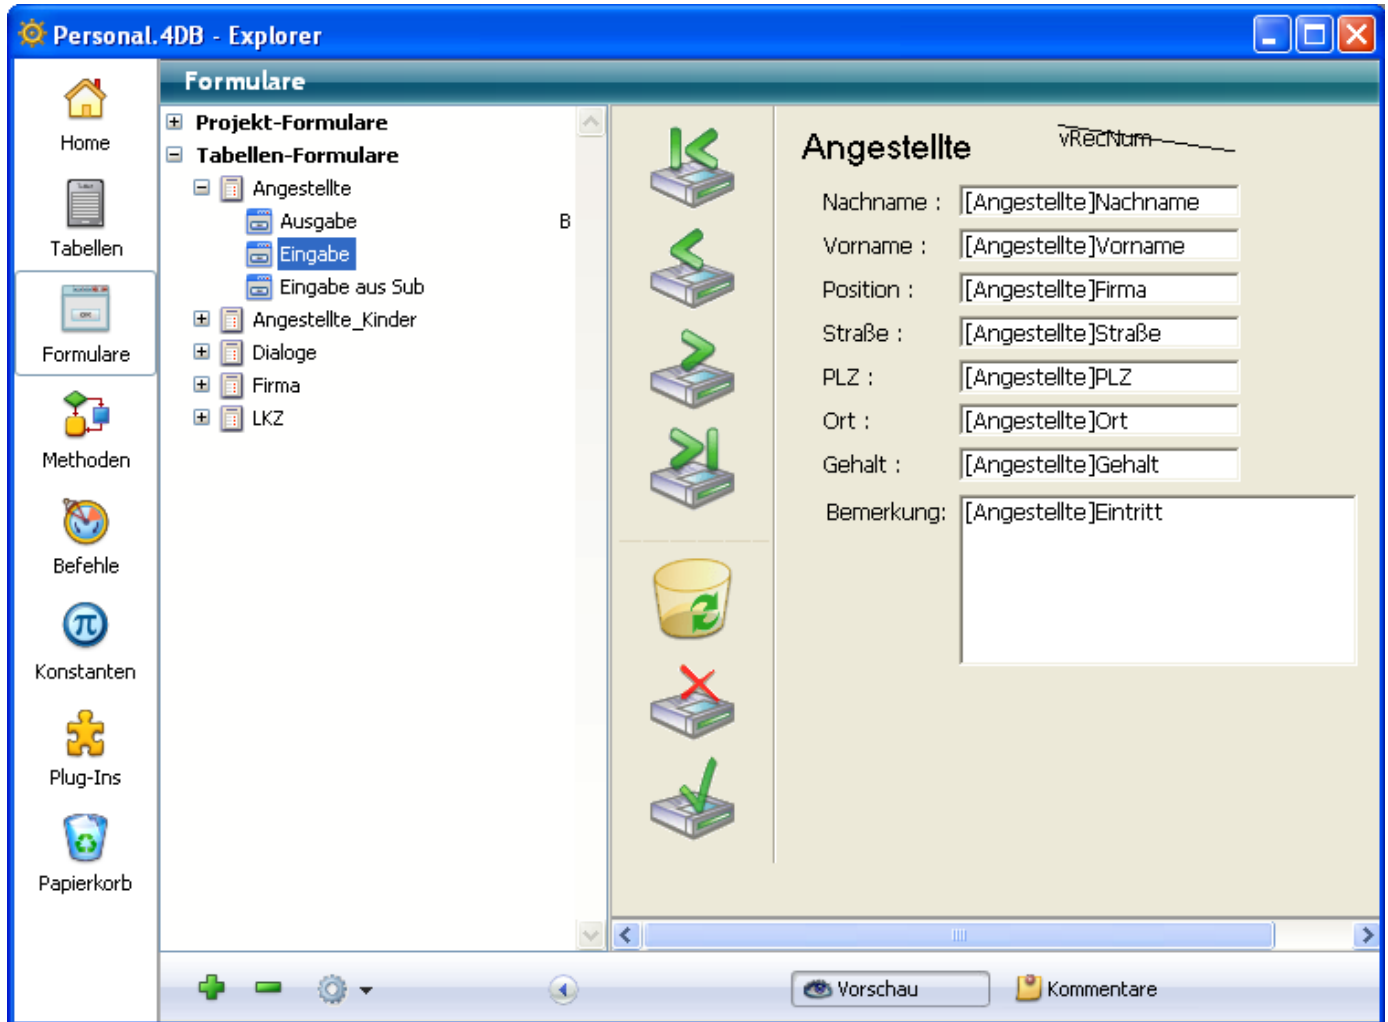 Personal.4DB - Explorer
Home
Tabellen
OK
Formulare
Methoden
Befehle
Konstanten
Plug-Ins
Papierkorb
Formulare
Projekt-Formulare
Tabellen-Formulare
Angestellte
Ausgabe B
Eingabe
Eingabe aus Sub
Angestellte_Kinder
Dialoge
Firma
LKZ
Angestellte vRecNum
Nachname : [Angestellte]Nachname
Vorname : [Angestellte]Vorname
Position : [Angestellte]Firma
Straße : [Angestellte]Straße
PLZ : [Angestellte]PLZ
Ort : [Angestellte]Ort
Gehalt : [Angestellte]Gehalt
Bemerkung: [Angestellte]Eintritt
Vorschau Kommentare